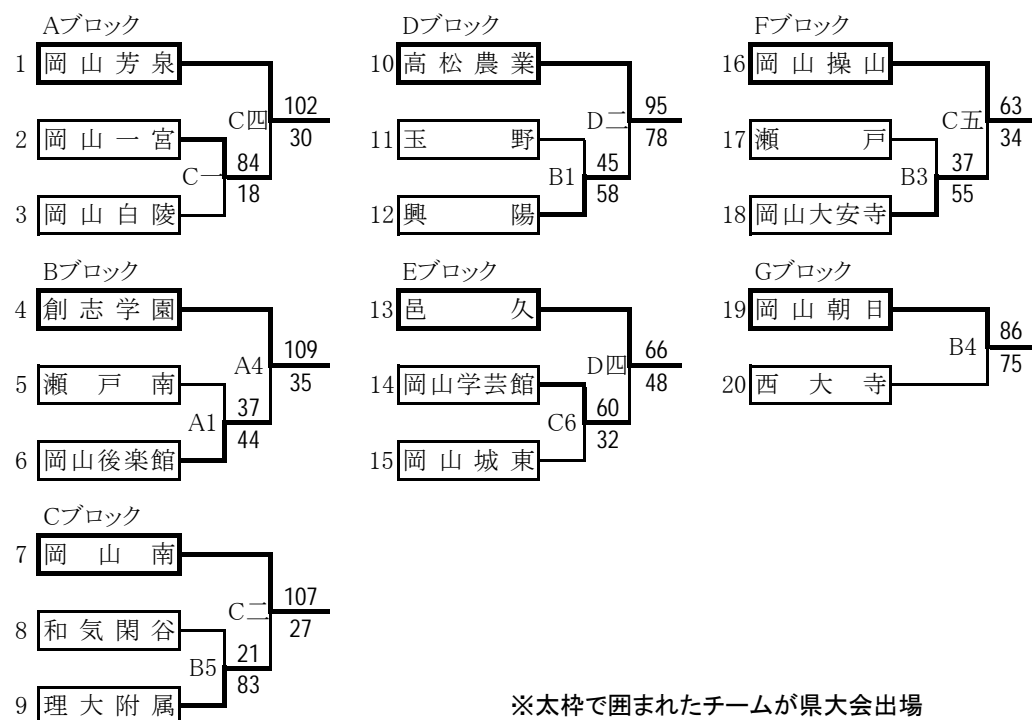 Aブロック
1 岡山芳泉
2 岡山一宮
3 岡山白陵
C四
102
30
C一
84
18
Bブロック
4 創志学園
5 瀬戸南
6 岡山後楽館
A4
109
35
A1
37
44
Cブロック
7 岡山南
8 和気閑谷
9 理大附属
C二
107
27
B5
21
83
Dブロック
10 高松農業
11 玉野
12 興陽
D二
95
78
B1
45
58
Eブロック
13 邑久
14 岡山学芸館
15 岡山城東
D四
66
48
C6
60
32
Fブロック
16 岡山操山
17 瀬戸
18 岡山大安寺
C五
63
34
B3
37
55
Gブロック
19 岡山朝日
20 西大寺
B4
86
75
※太枠で囲まれたチームが県大会出場